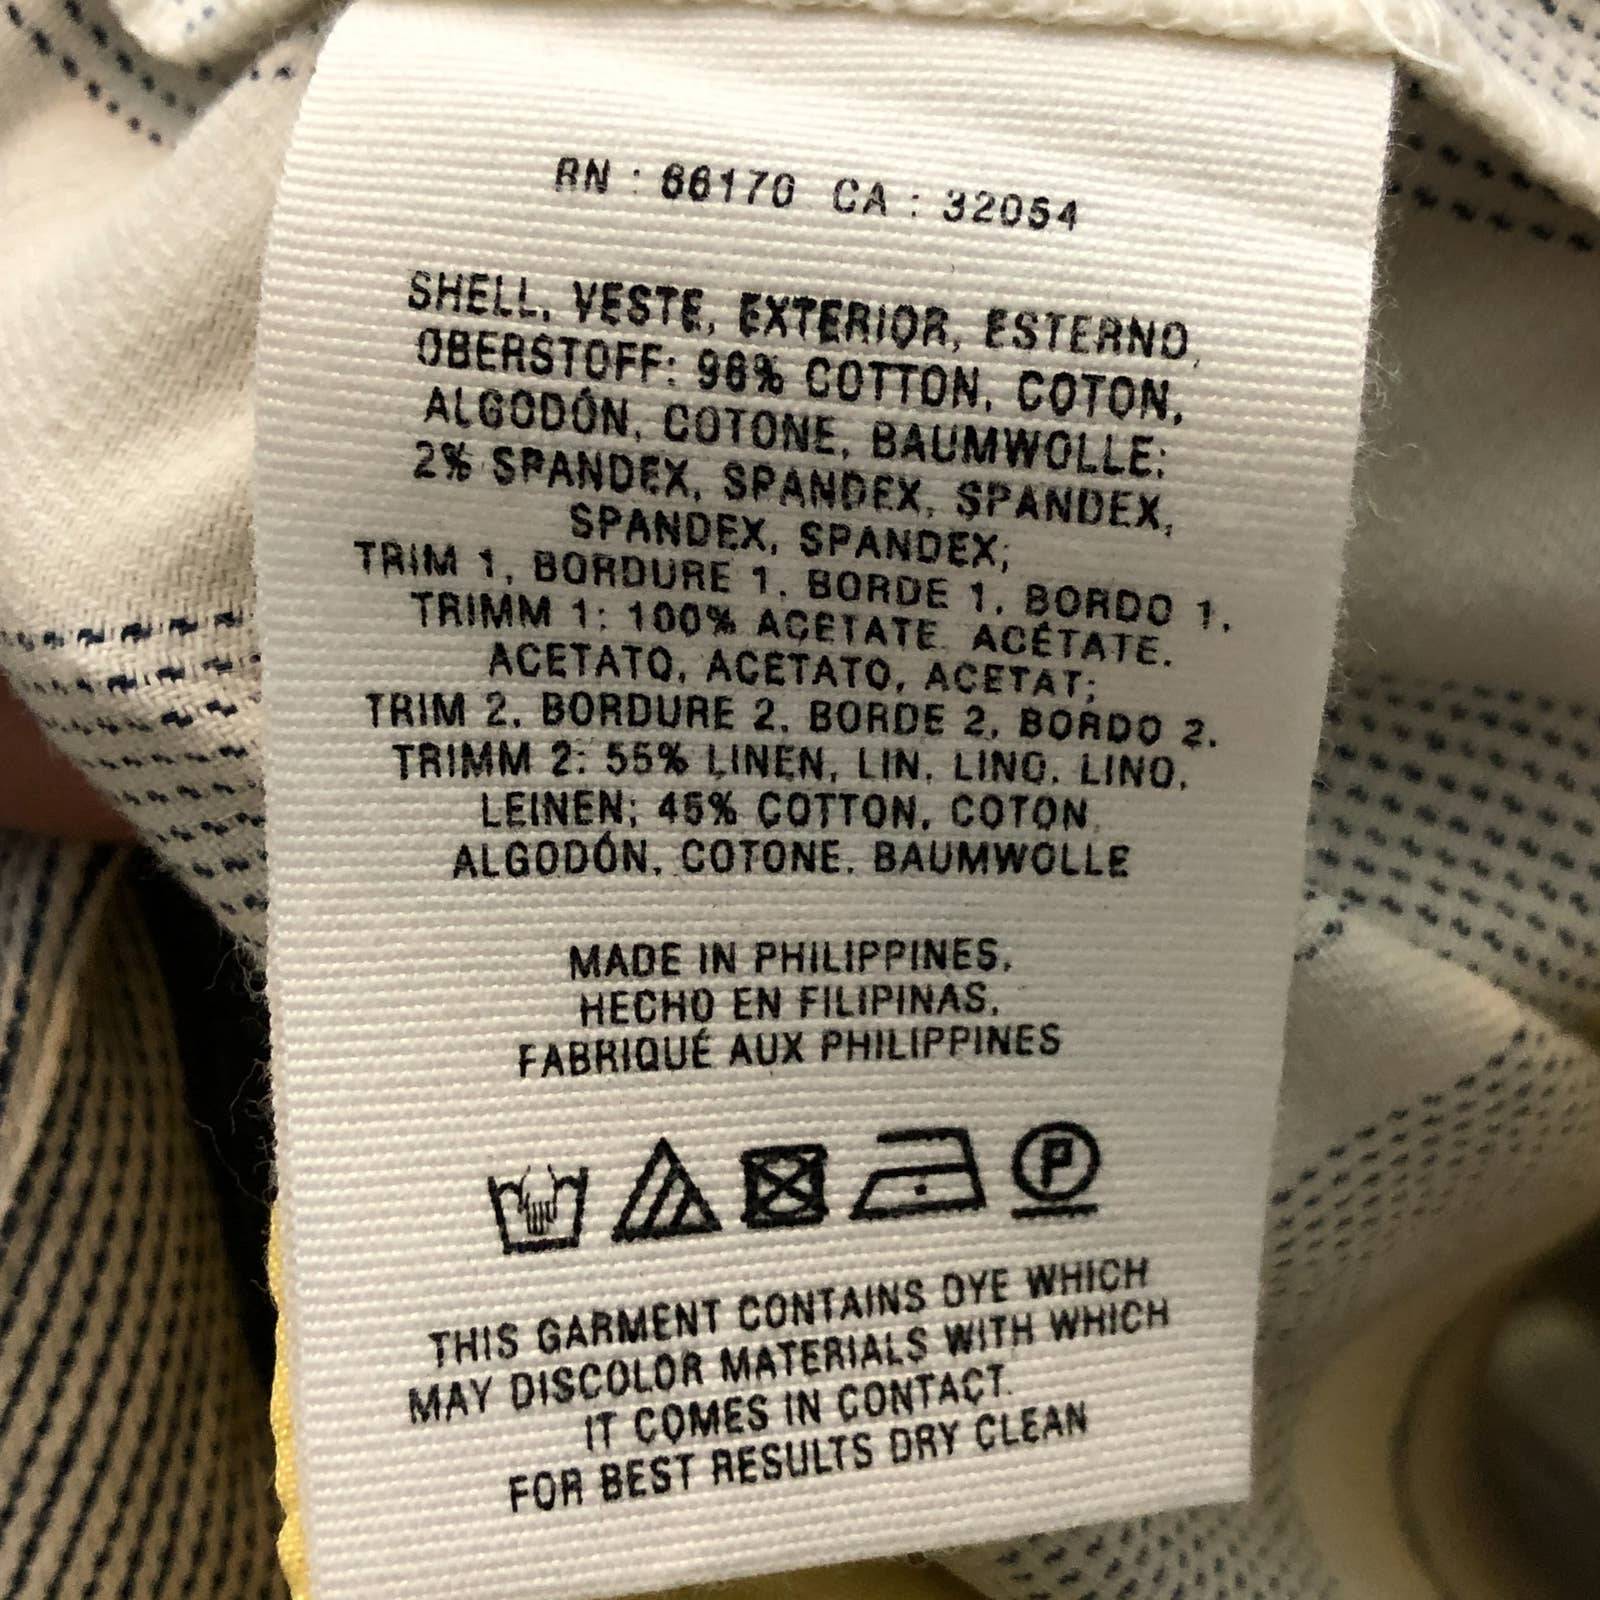 RN : 66170 CA : 32054
SHELL, VESTE, EXTERIOR, ESTERNO,
OBERSTOFF: 98% COTTON, COTON,
ALGODÓN, COTONE, BAUMWOLLE;
2% SPANDEX, SPANDEX, SPANDEX,
SPANDEX, SPANDEX;
TRIM 1, BORDURE 1, BORDE 1, BORDO 1,
TRIMM 1: 100% ACETATE, ACÉTATE,
ACETATO, ACETATO, ACETAT;
TRIM 2, BORDURE 2, BORDE 2, BORDO 2,
TRIMM 2: 55% LINEN, LIN, LINO, LINO,
LEINEN; 45% COTTON, COTON,
ALGODÓN, COTONE, BAUMWOLLE
MADE IN PHILIPPINES,
HECHO EN FILIPINAS,
FABRIQUÉ AUX PHILIPPINES
P
THIS GARMENT CONTAINS DYE WHICH
MAY DISCOLOR MATERIALS WITH WHICH
IT COMES IN CONTACT.
FOR BEST RESULTS DRY CLEAN